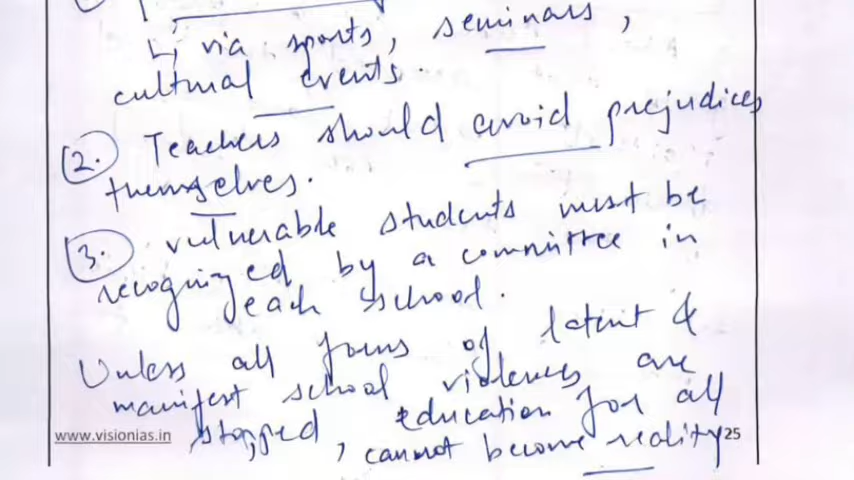 ↳ via sports, seminars,
cultural events.
2. Teachers should avoid prejudices
themselves.
3. vulnerable students must be
recognized by a committee in
each school.
Unless all forms of latent &
manifest school violences are
stopped, education for all
, cannot become reality
www.visionias.in
25